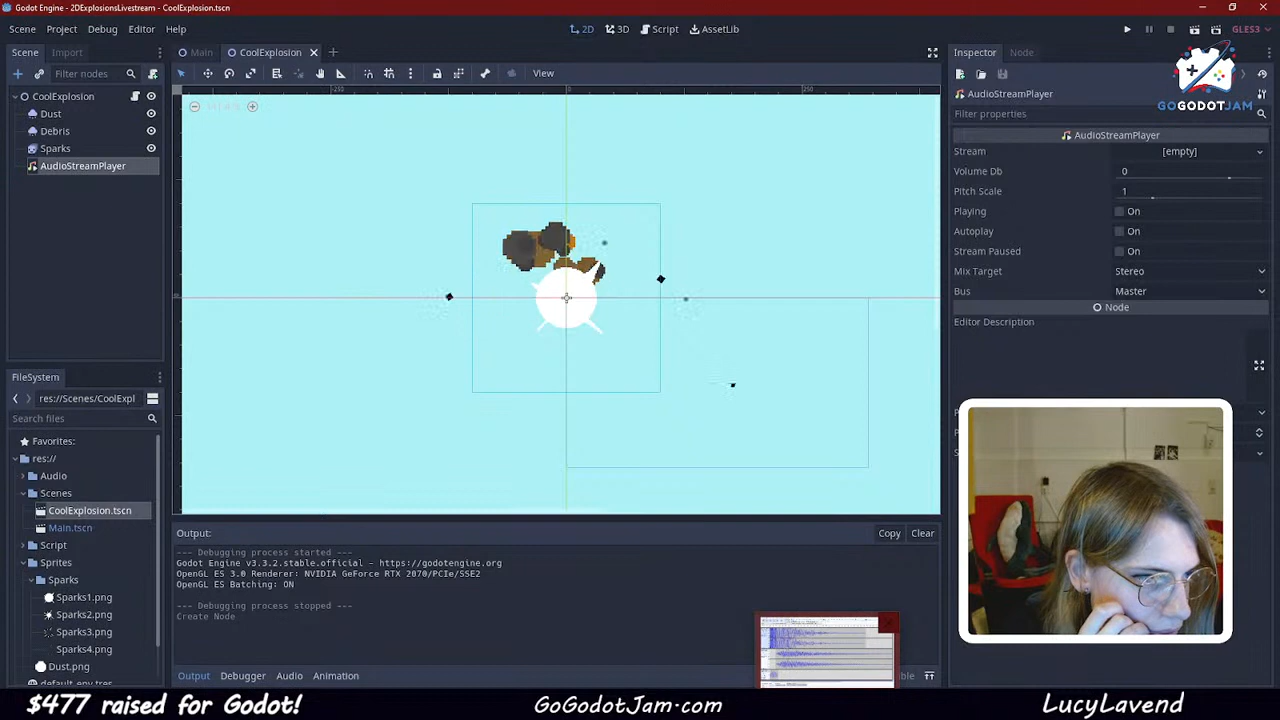 Godot Engine - 2DExplosionsLivestream - CoolExplosion.tscn
Scene Project Debug Editor Help
2D 3D Script AssetLib
GLES3
Scene Import
Main CoolExplosion
Inspector Node
Filter nodes
View
CoolExplosion
Dust
Debris
Sparks
AudioStreamPlayer
-250 0 250
AudioStreamPlayer
GOGODOTJAM
Filter properties
AudioStreamPlayer
Stream [empty]
Volume Db 0
Pitch Scale 1
Playing On
Autoplay On
Stream Paused On
Mix Target Stereo
Bus Master
Node
Editor Description
FileSystem
res://Scenes/CoolExpl
Search files
Favorites:
res://
Audio
Scenes
CoolExplosion.tscn
Main.tscn
Script
Sprites
Sparks
Sparks1.png
Sparks2.png
Sparks3.png
Dust.png
default_env.tres
Output:
Copy Clear
--- Debugging process started ---
Godot Engine v3.3.2.stable.official - https://godotengine.org
OpenGL ES 3.0 Renderer: NVIDIA GeForce RTX 2070/PCIe/SSE2
OpenGL ES Batching: ON
--- Debugging process stopped ---
Create Node
Output Debugger Audio Animation
$477 raised for Godot!
GoGodotJam.com
LucyLavend